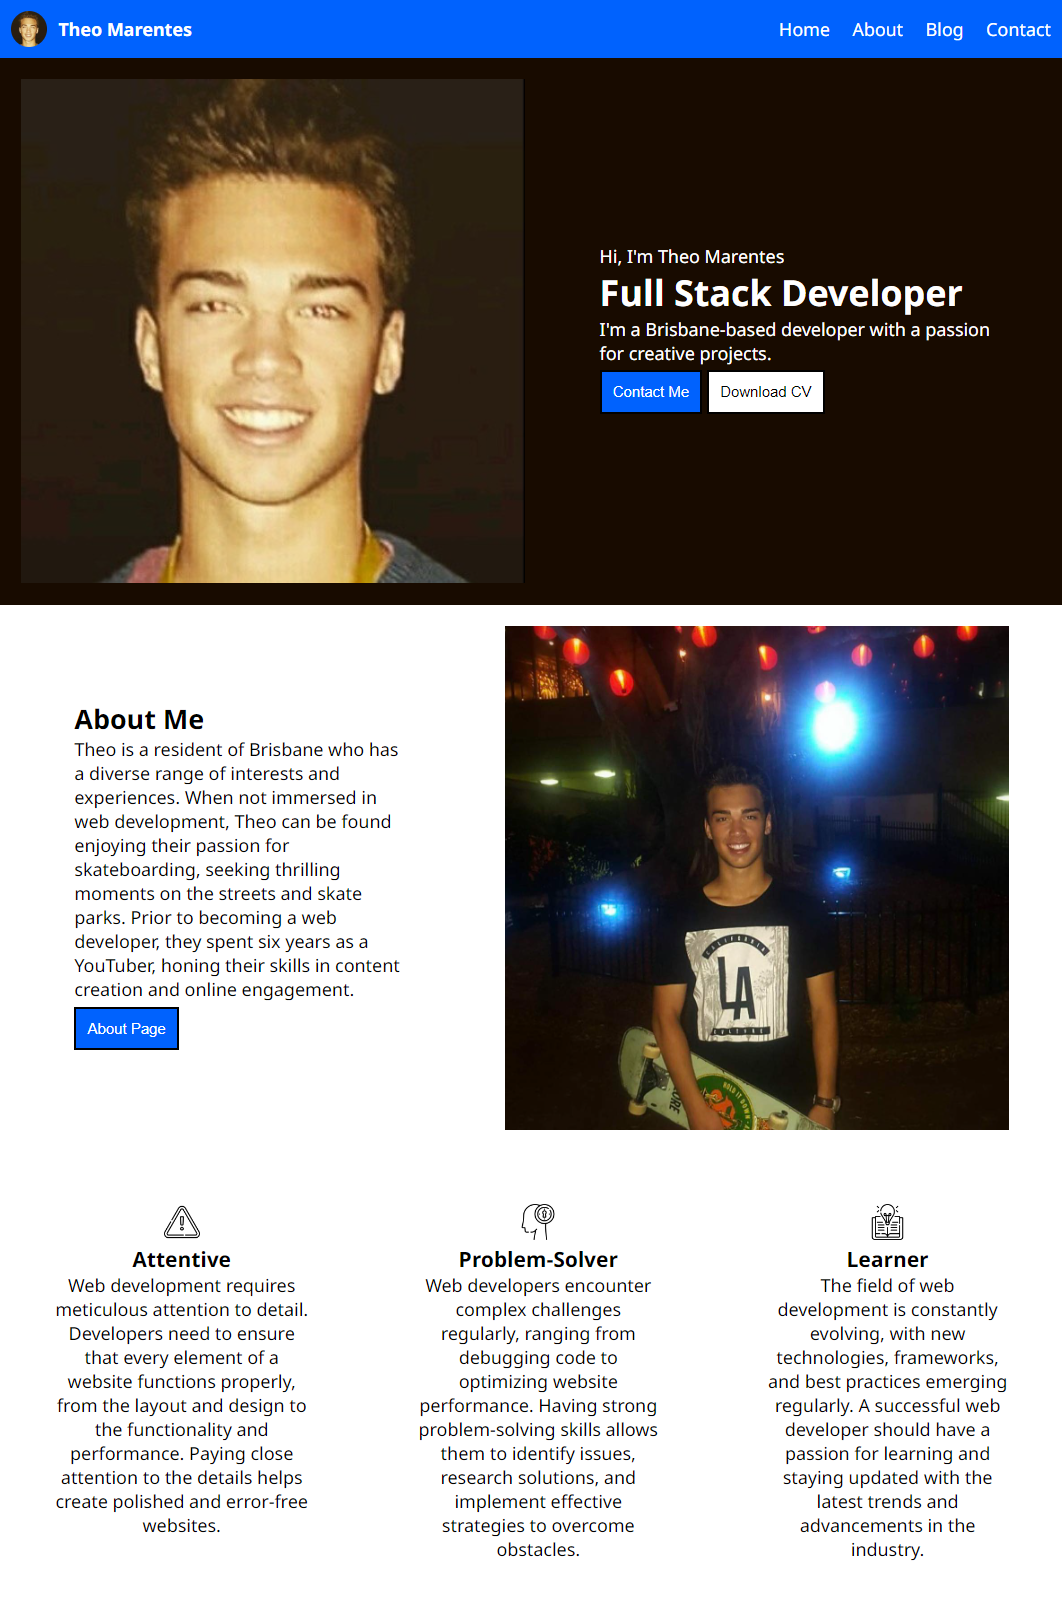 Theo Marentes
Home About Blog Contact
Hi, I'm Theo Marentes
Full Stack Developer
I'm a Brisbane-based developer with a passion
for creative projects.
Contact Me
Download CV
About Me
Theo is a resident of Brisbane who has
a diverse range of interests and
experiences. When not immersed in
web development, Theo can be found
enjoying their passion for
skateboarding, seeking thrilling
moments on the streets and skate
parks. Prior to becoming a web
developer, they spent six years as a
YouTuber, honing their skills in content
creation and online engagement.
About Page
CALIFORNIA
LA
CULTURE
HOLD IT DOWN
Attentive
Web development requires
meticulous attention to detail.
Developers need to ensure
that every element of a
website functions properly,
from the layout and design to
the functionality and
performance. Paying close
attention to the details helps
create polished and error-free
websites.
Problem-Solver
Web developers encounter
complex challenges
regularly, ranging from
debugging code to
optimizing website
performance. Having strong
problem-solving skills allows
them to identify issues,
research solutions, and
implement effective
strategies to overcome
obstacles.
Learner
The field of web
development is constantly
evolving, with new
technologies, frameworks,
and best practices emerging
regularly. A successful web
developer should have a
passion for learning and
staying updated with the
latest trends and
advancements in the
industry.